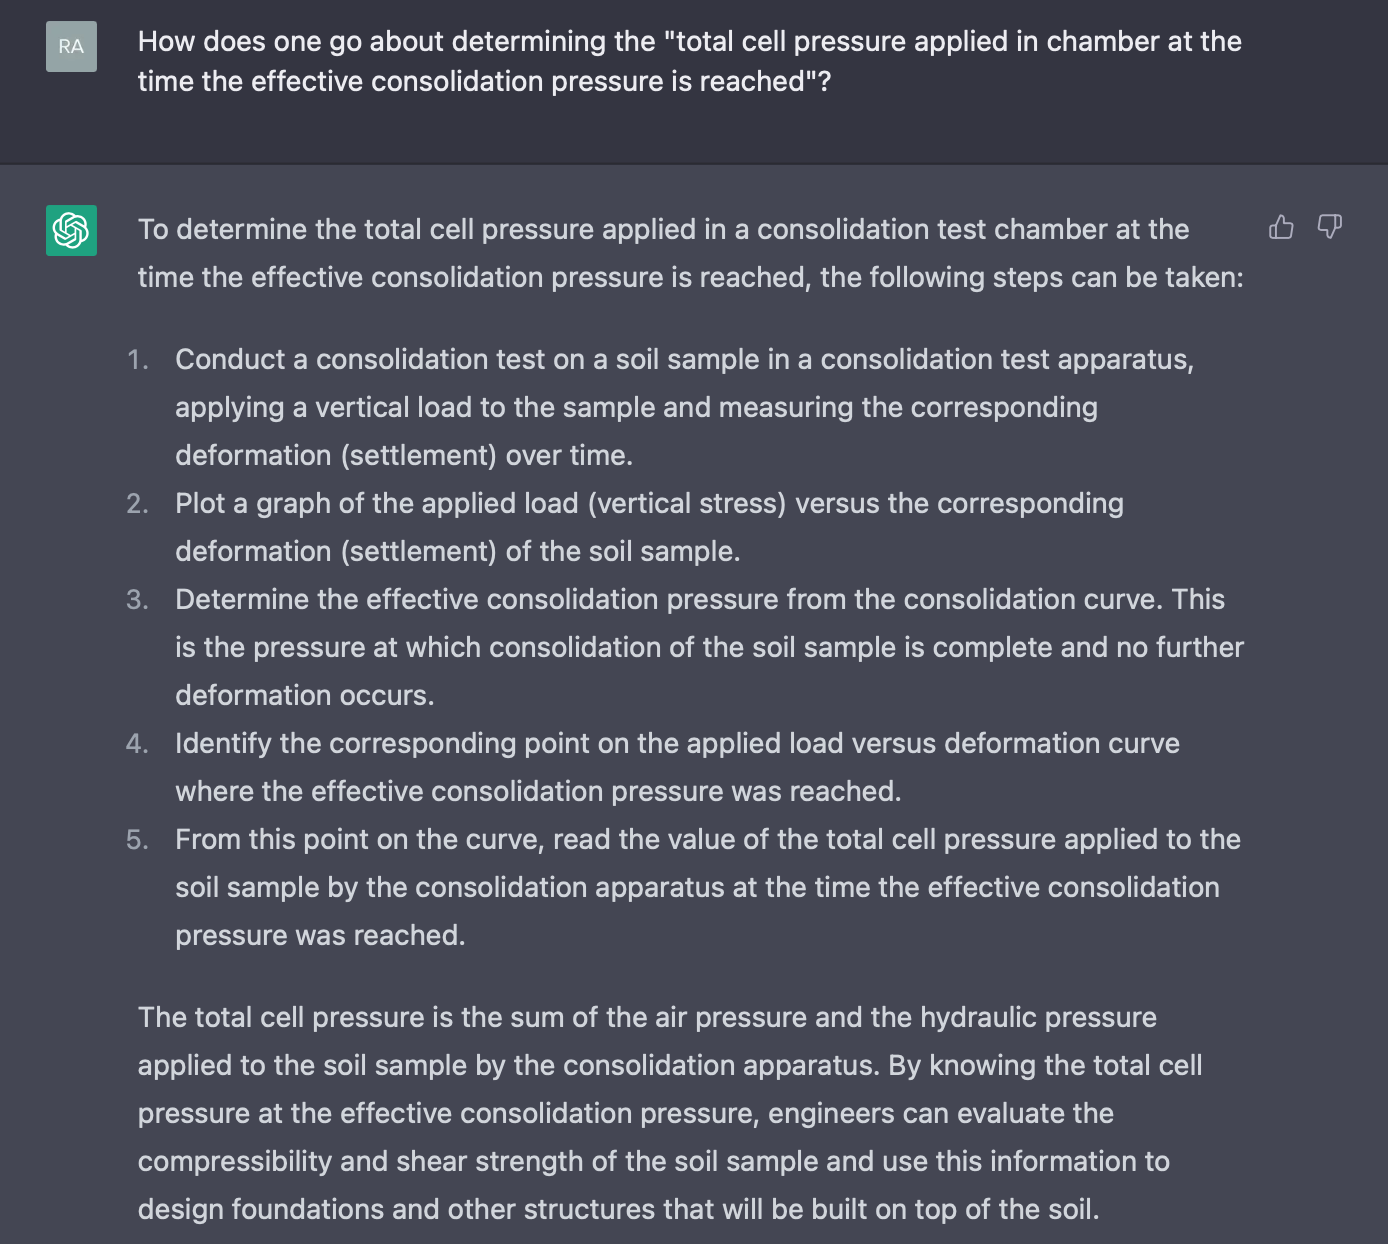 RA
How does one go about determining the "total cell pressure applied in chamber at the
time the effective consolidation pressure is reached"?
To determine the total cell pressure applied in a consolidation test chamber at the
time the effective consolidation pressure is reached, the following steps can be taken:
1. Conduct a consolidation test on a soil sample in a consolidation test apparatus,
applying a vertical load to the sample and measuring the corresponding
deformation (settlement) over time.
2. Plot a graph of the applied load (vertical stress) versus the corresponding
deformation (settlement) of the soil sample.
3. Determine the effective consolidation pressure from the consolidation curve. This
is the pressure at which consolidation of the soil sample is complete and no further
deformation occurs.
4. Identify the corresponding point on the applied load versus deformation curve
where the effective consolidation pressure was reached.
5. From this point on the curve, read the value of the total cell pressure applied to the
soil sample by the consolidation apparatus at the time the effective consolidation
pressure was reached.
The total cell pressure is the sum of the air pressure and the hydraulic pressure
applied to the soil sample by the consolidation apparatus. By knowing the total cell
pressure at the effective consolidation pressure, engineers can evaluate the
compressibility and shear strength of the soil sample and use this information to
design foundations and other structures that will be built on top of the soil.